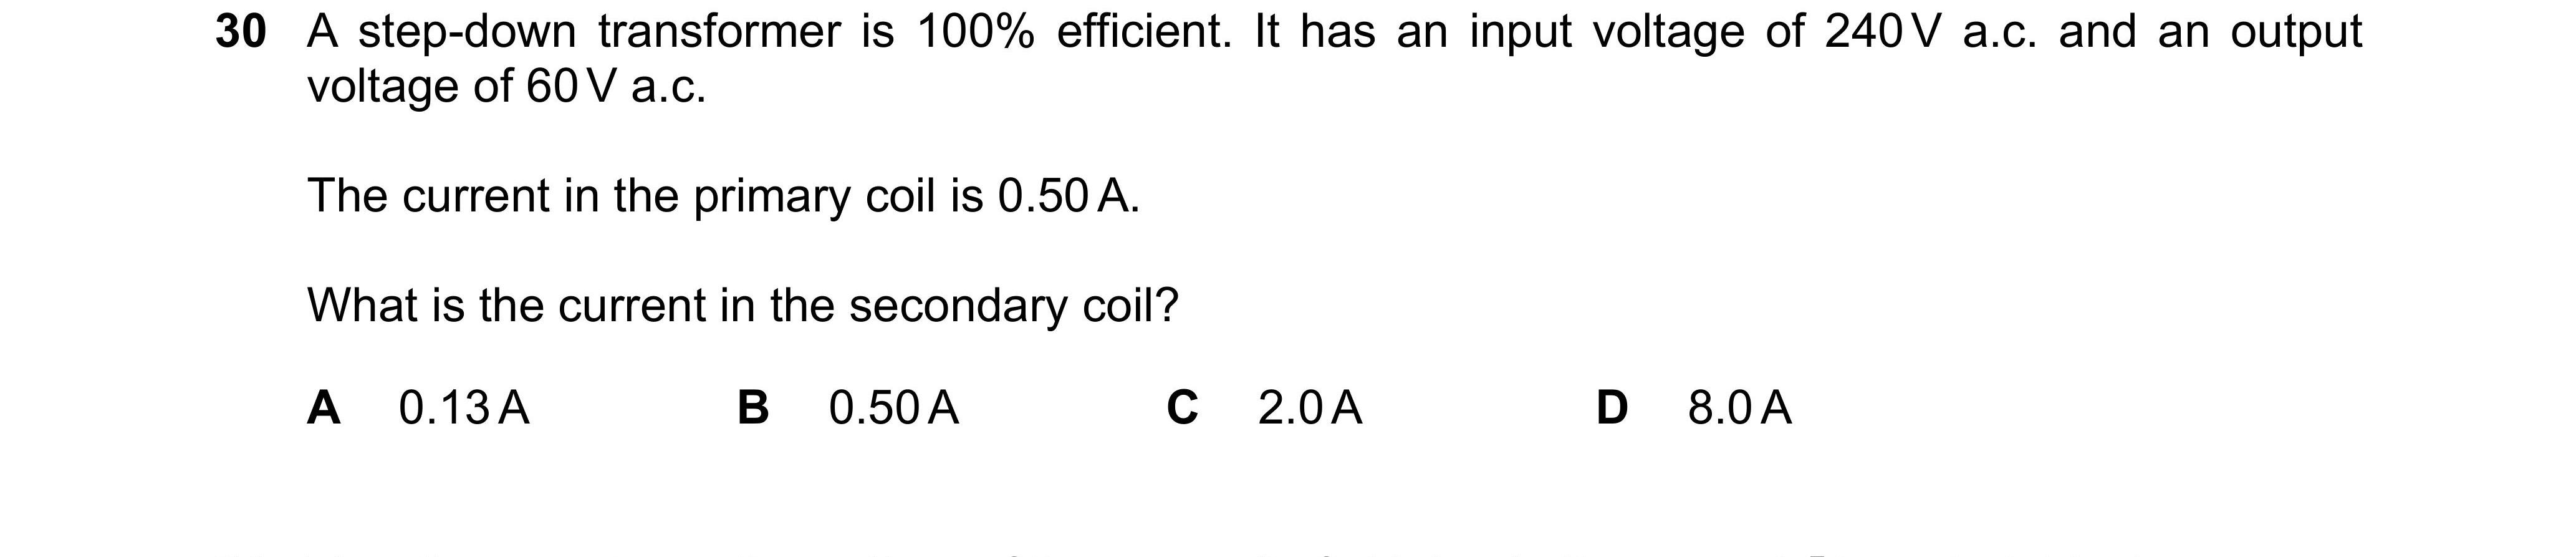 30 A step-down transformer is 100% efficient. It has an input voltage of 240 V a.c. and an output
voltage of 60 V a.c.
The current in the primary coil is 0.50 A.
What is the current in the secondary coil?
A 0.13 A B 0.50 A C 2.0 A D 8.0 A